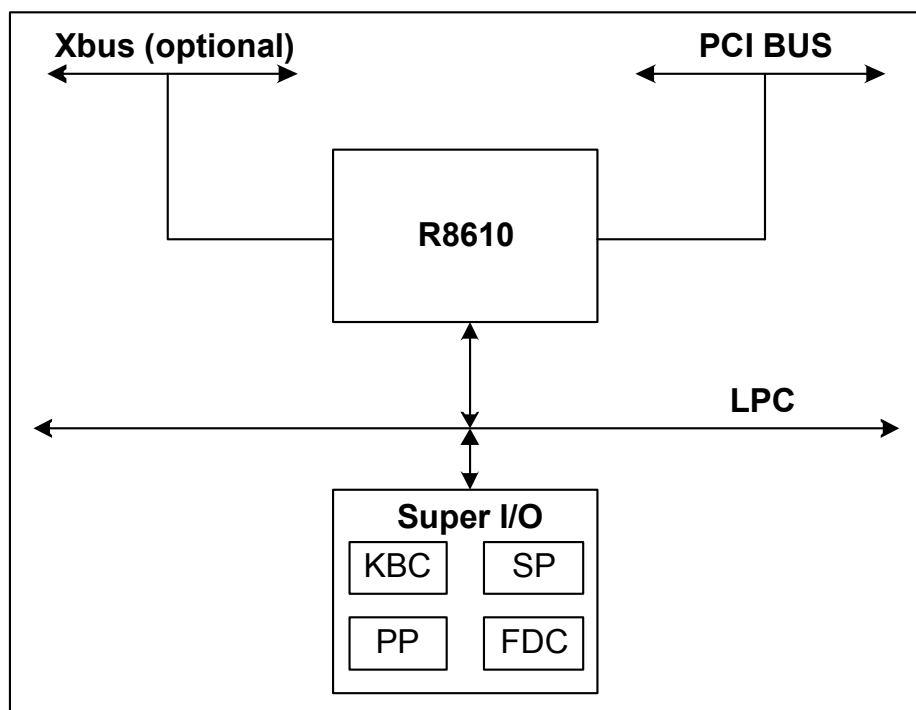 Xbus (optional)
PCI BUS
R8610
LPC
Super I/O
KBC
SP
PP
FDC